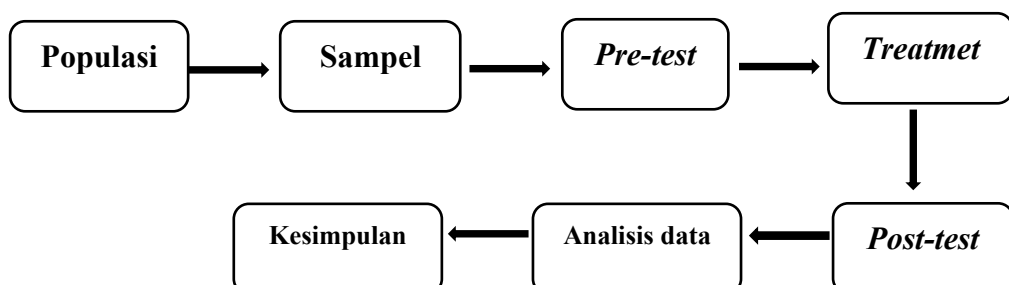 Populasi
Sampel
Pre-test
Treatmet
Post-test
Analisis data
Kesimpulan